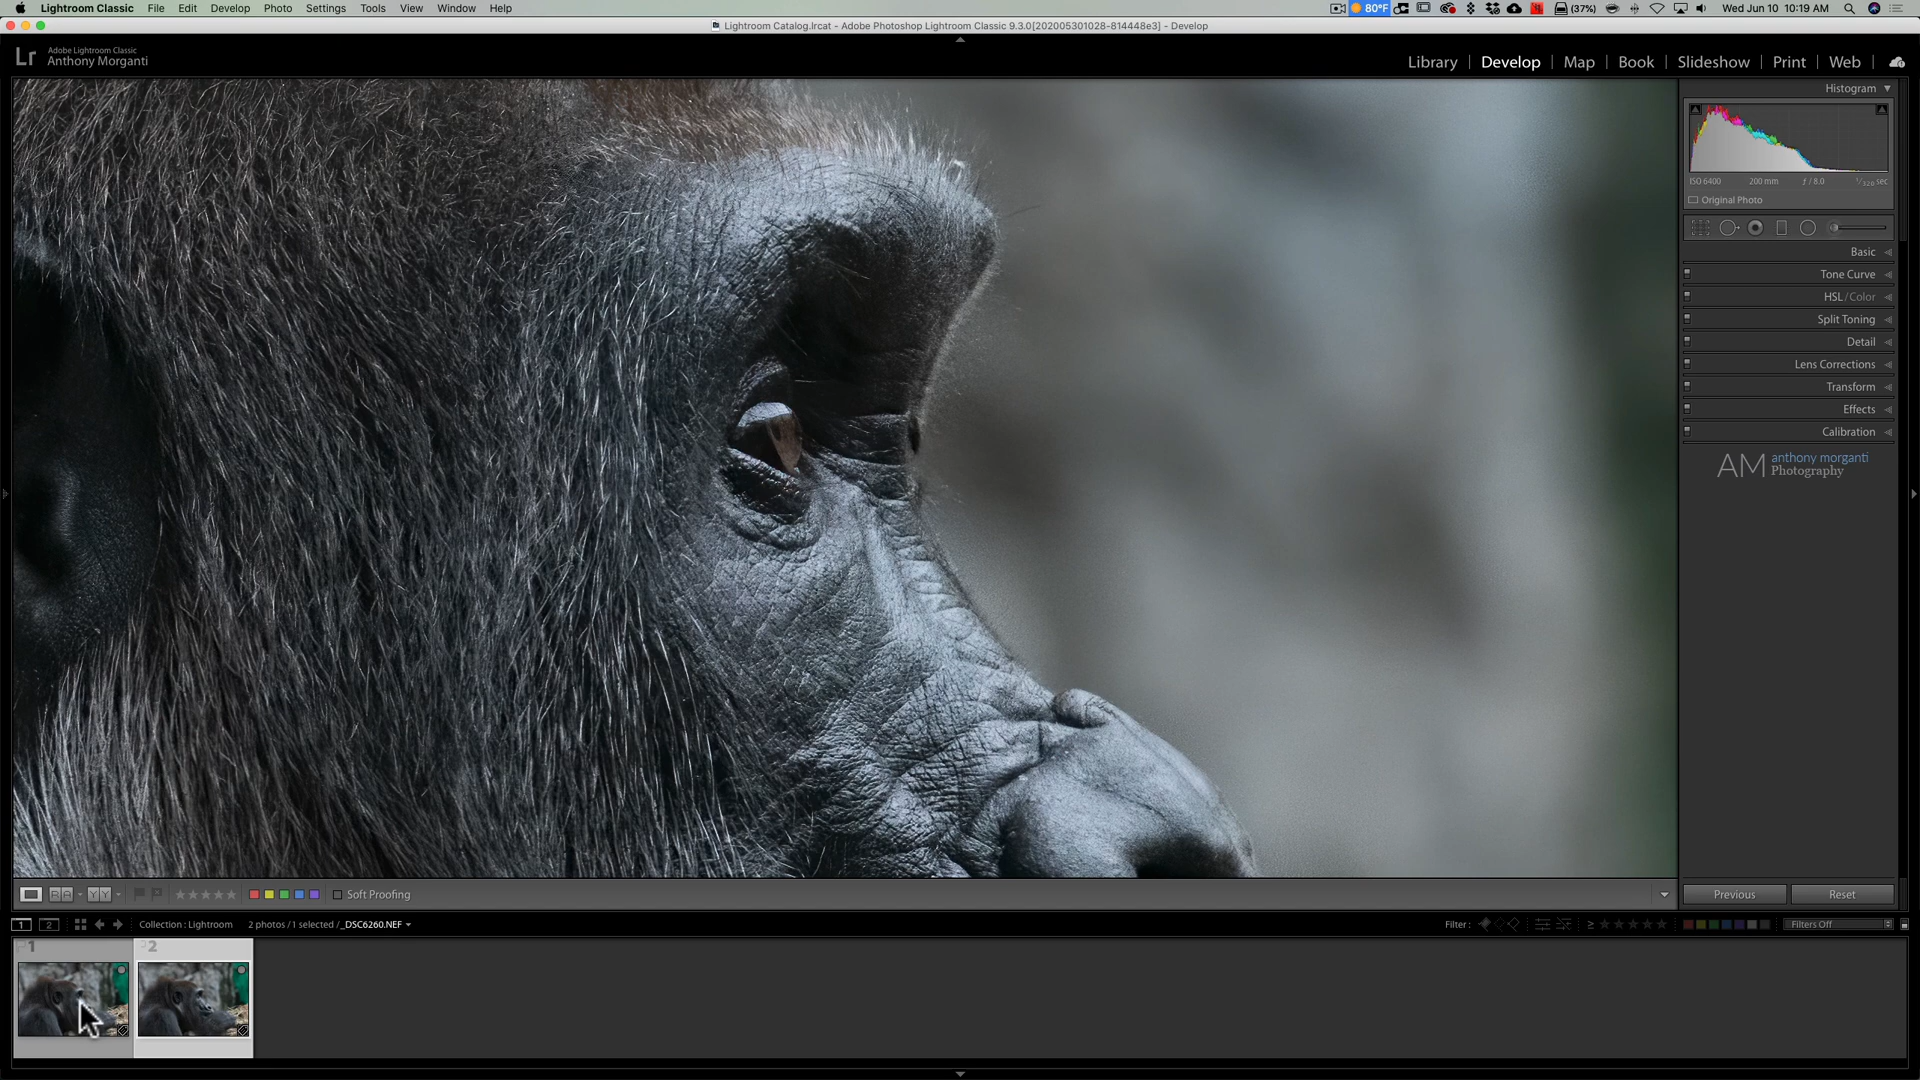 Lightroom Classic File Edit Develop Photo Settings Tools View Window Help
80°F (37%) Wed Jun 10 10:19 AM
Lightroom Catalog.lrcat - Adobe Photoshop Lightroom Classic 9.3.0[202005301028-814448e3] - Develop
Lr Adobe Lightroom Classic
Anthony Morganti
Library | Develop | Map | Book | Slideshow | Print | Web
Histogram
ISO 6400 200 mm ƒ / 8.0 1/320 sec
Original Photo
Basic
Tone Curve
HSL / Color
Split Toning
Detail
Lens Corrections
Transform
Effects
Calibration
AM anthony morganti
Photography
Soft Proofing
Previous Reset
1 2 Collection : Lightroom 2 photos / 1 selected / _DSC6260.NEF Filter : Filters Off
1 2